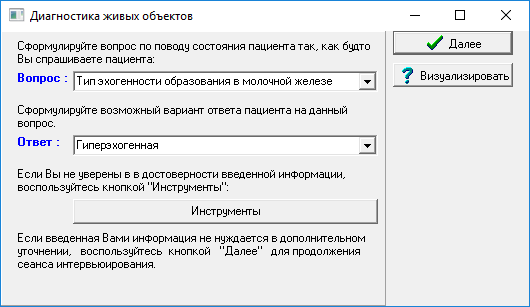 Диагностика живых объектов
Сформулируйте вопрос по поводу состояния пациента так, как будто
Вы спрашиваете пациента:
Вопрос : Тип эхогенности образования в молочной железе
Сформулируйте возможный вариант ответа пациента на данный
вопрос.
Ответ : Гиперэхогенная
Если Вы не уверены в в достоверности введенной информации,
воспользуйтесь кнопкой "Инструменты":
Инструменты
Если введенная Вами информация не нуждается в дополнительном
уточнении, воспользуйтесь кнопкой "Далее" для продолжения
сеанса интервьюирования.
Далее
Визуализировать